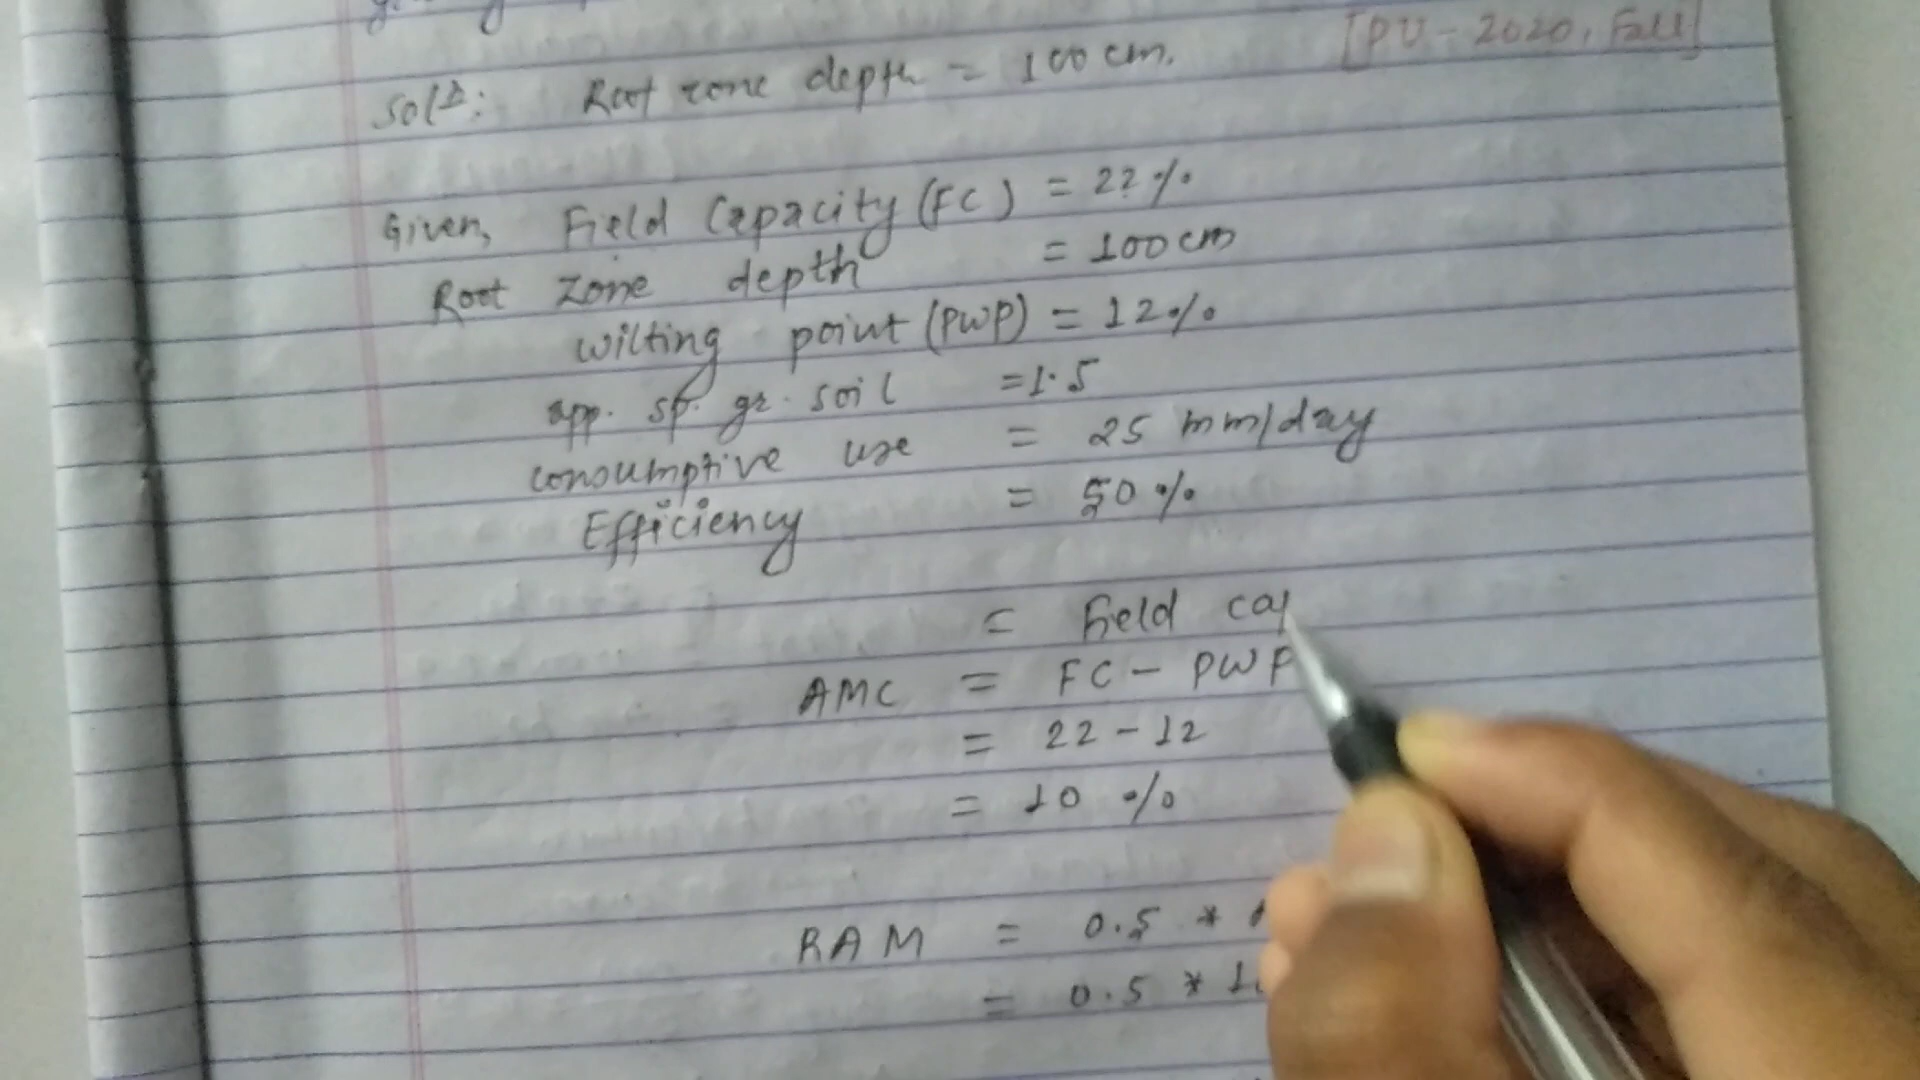 [PU - 2020, Fall]
Solⁿ: Root zone depth = 100 cm.
Given, Field Capacity (FC) = 22%
Root zone depth = 100 cm
wilting point (PWP) = 12%
app. sp. gr. soil = 1.5
consumptive use = 25 mm/day
Efficiency = 50%
= Field cap
AMC = FC - PWP
= 22 - 12
= 10 %
RAM = 0.5 *
= 0.5 *